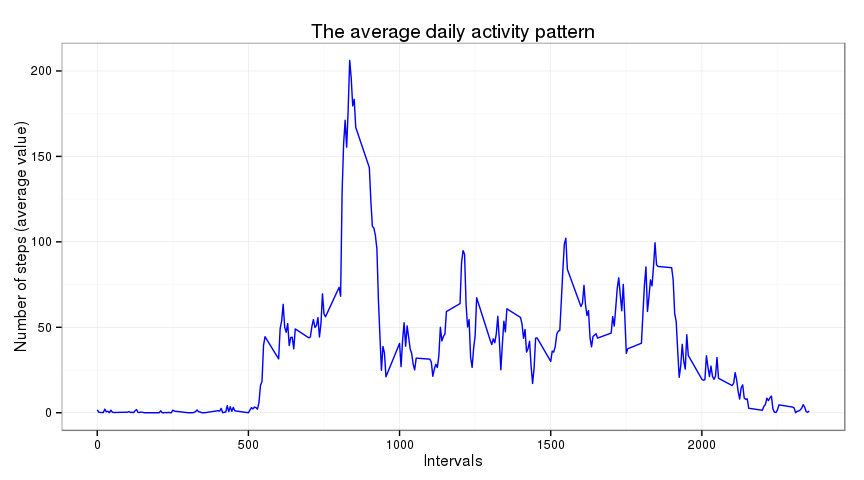 The average daily activity pattern
Number of steps (average value)
200
150
100
50
0
0 500 1000 1500 2000
Intervals